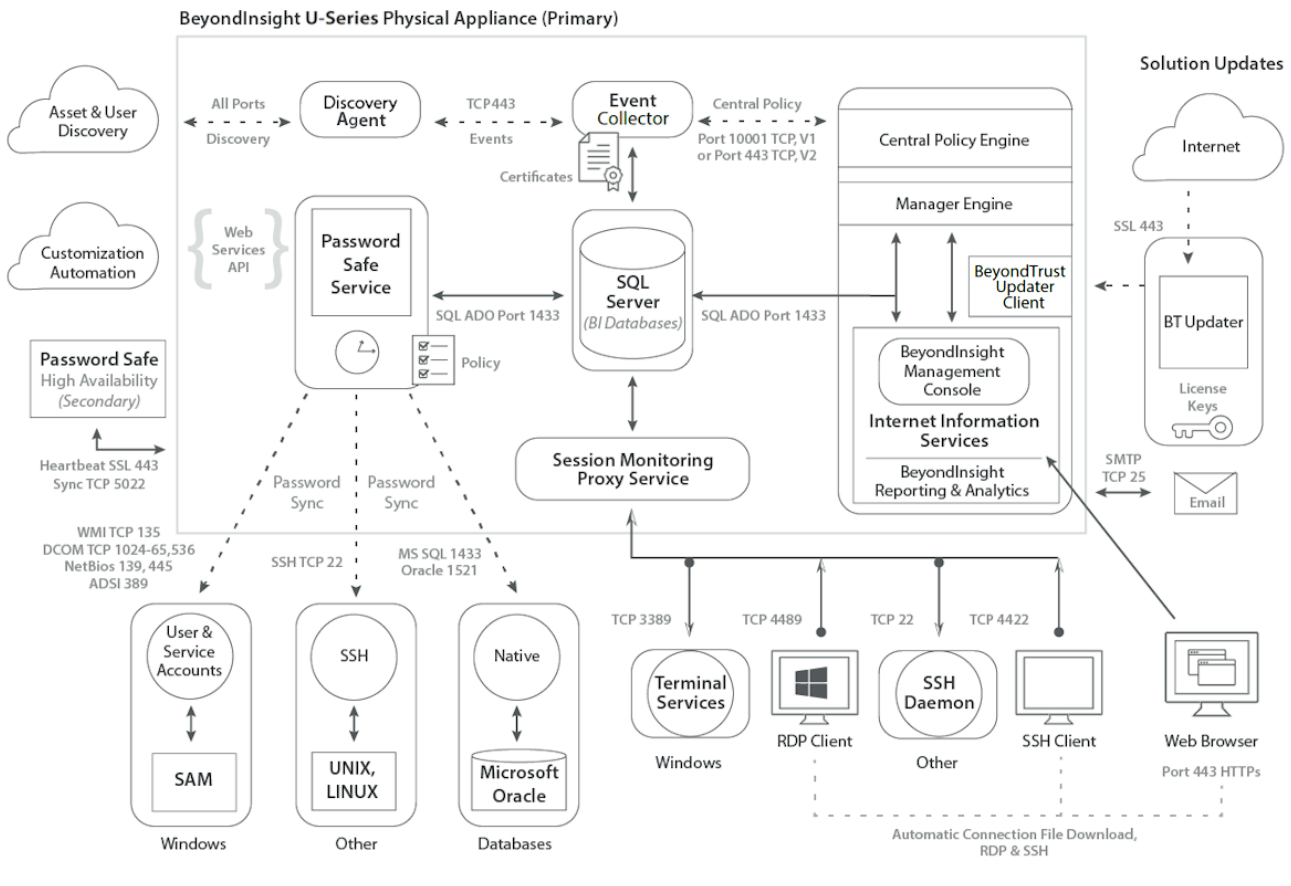 BeyondInsight U-Series Physical Appliance (Primary)
Solution Updates
Asset & User
Discovery
All Ports
Discovery
Discovery
Agent
TCP443
Events
Event
Collector
Certificates
Central Policy
Port 10001 TCP, V1
or Port 443 TCP, V2
Central Policy Engine
Manager Engine
Internet
SSL 443
Customization
Automation
Web
Services
API
Password
Safe
Service
Policy
SQL ADO Port 1433
SQL
Server
(BI Databases)
SQL ADO Port 1433
BeyondTrust
Updater
Client
BT Updater
License
Keys
BeyondInsight
Management
Console
Internet Information
Services
BeyondInsight
Reporting & Analytics
Password Safe
High Availability
(Secondary)
Heartbeat SSL 443
Sync TCP 5022
Session Monitoring
Proxy Service
SMTP
TCP 25
Email
Password
Sync
Password
Sync
WMI TCP 135
DCOM TCP 1024-65,536
NetBios 139, 445
ADSI 389
SSH TCP 22
MS SQL 1433
Oracle 1521
User &
Service
Accounts
SAM
Windows
SSH
UNIX,
LINUX
Other
Native
Microsoft
Oracle
Databases
TCP 3389
TCP 4489
TCP 22
TCP 4422
Terminal
Services
Windows
RDP Client
SSH
Daemon
Other
SSH Client
Web Browser
Port 443 HTTPs
Automatic Connection File Download,
RDP & SSH